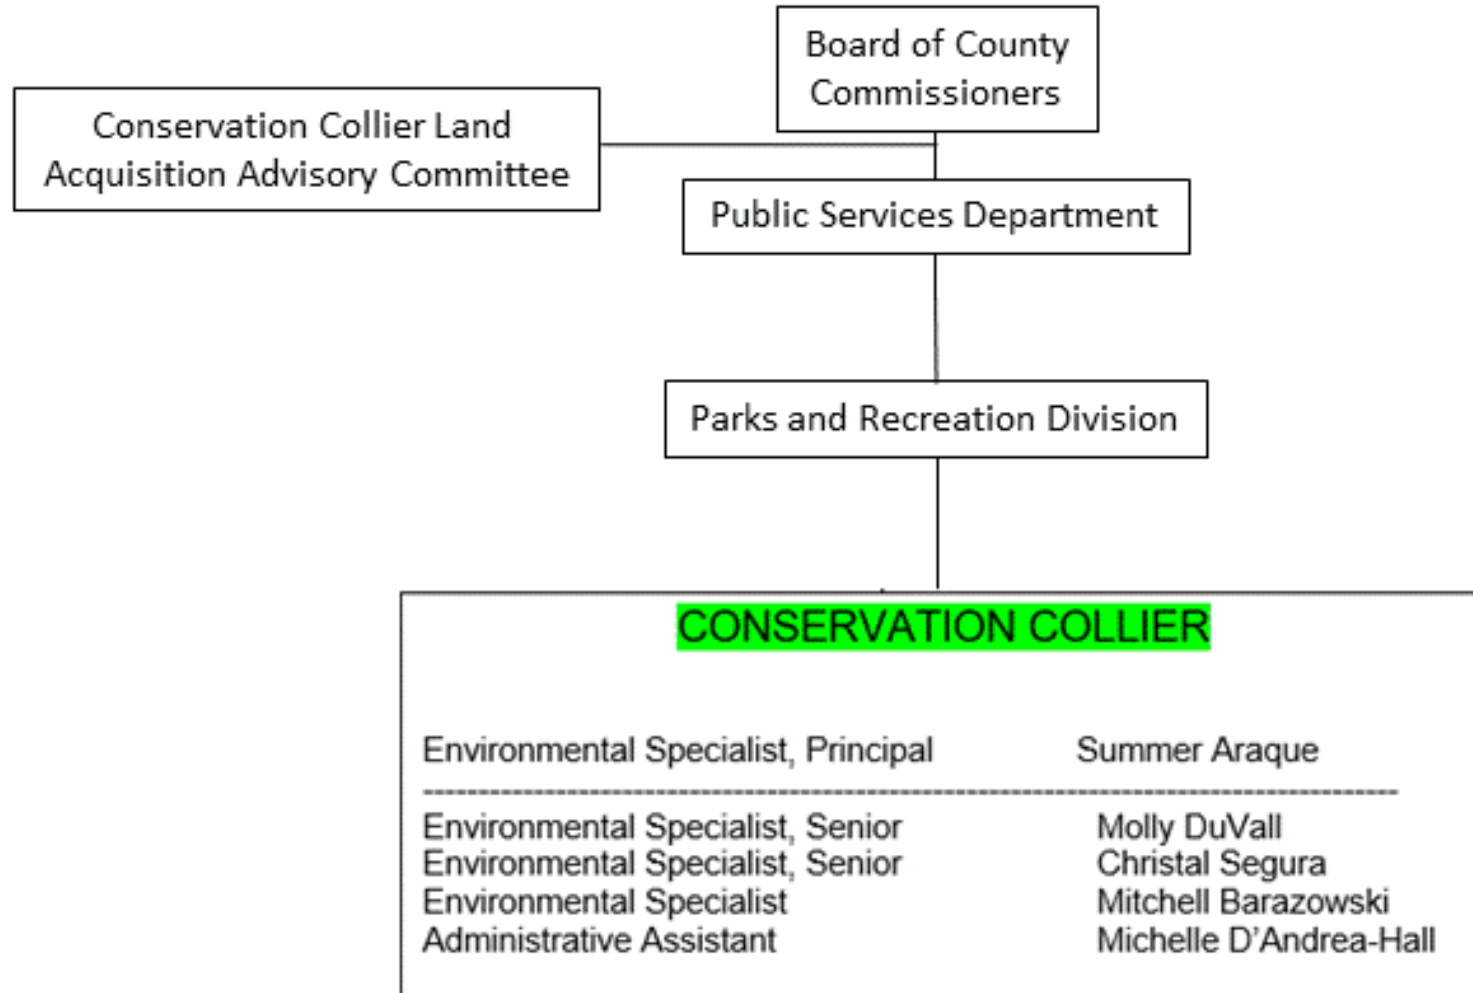 Board of County
Commissioners
Conservation Collier Land
Acquisition Advisory Committee
Public Services Department
Parks and Recreation Division
CONSERVATION COLLIER
Environmental Specialist, Principal Summer Araque
--------------------------------------------------------------------------------------------
Environmental Specialist, Senior Molly DuVall
Environmental Specialist, Senior Christal Segura
Environmental Specialist Mitchell Barazowski
Administrative Assistant Michelle D’Andrea-Hall